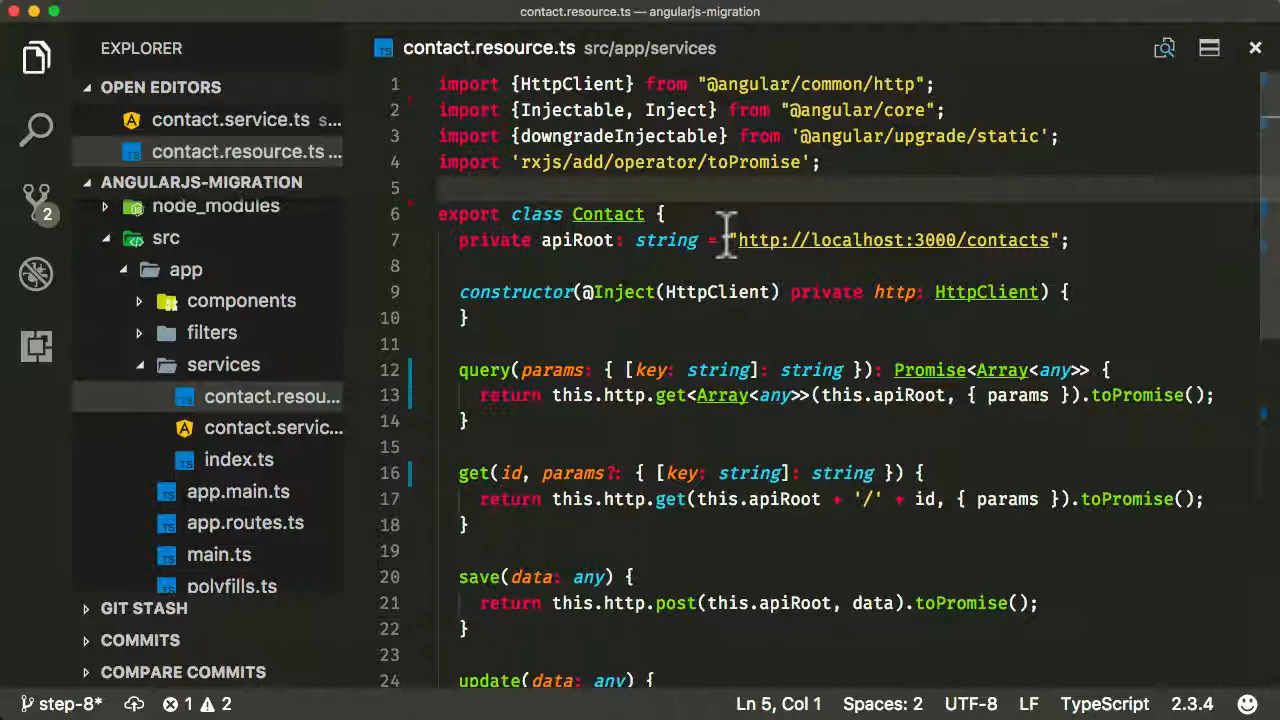 contact.resource.ts — angularjs-migration
EXPLORER
OPEN EDITORS
contact.service.ts s...
contact.resource.ts ...
ANGULARJS-MIGRATION
node_modules
src
app
components
filters
services
contact.resou...
contact.servic...
index.ts
app.main.ts
app.routes.ts
main.ts
polyfills.ts
GIT STASH
COMMITS
COMPARE COMMITS
2
TS contact.resource.ts src/app/services
1 import {HttpClient} from "@angular/common/http";
2 import {Injectable, Inject} from "@angular/core";
3 import {downgradeInjectable} from '@angular/upgrade/static';
4 import 'rxjs/add/operator/toPromise';
5
6 export class Contact {
7 private apiRoot: string = "http://localhost:3000/contacts";
8
9 constructor(@Inject(HttpClient) private http: HttpClient) {
10 }
11
12 query(params: { [key: string]: string }): Promise<Array<any>> {
13 return this.http.get<Array<any>>(this.apiRoot, { params }).toPromise();
14 }
15
16 get(id, params?: { [key: string]: string }) {
17 return this.http.get(this.apiRoot + '/' + id, { params }).toPromise();
18 }
19
20 save(data: any) {
21 return this.http.post(this.apiRoot, data).toPromise();
22 }
23
24 update(data: any) {
step-8* 1 2 Ln 5, Col 1 Spaces: 2 UTF-8 LF TypeScript 2.3.4